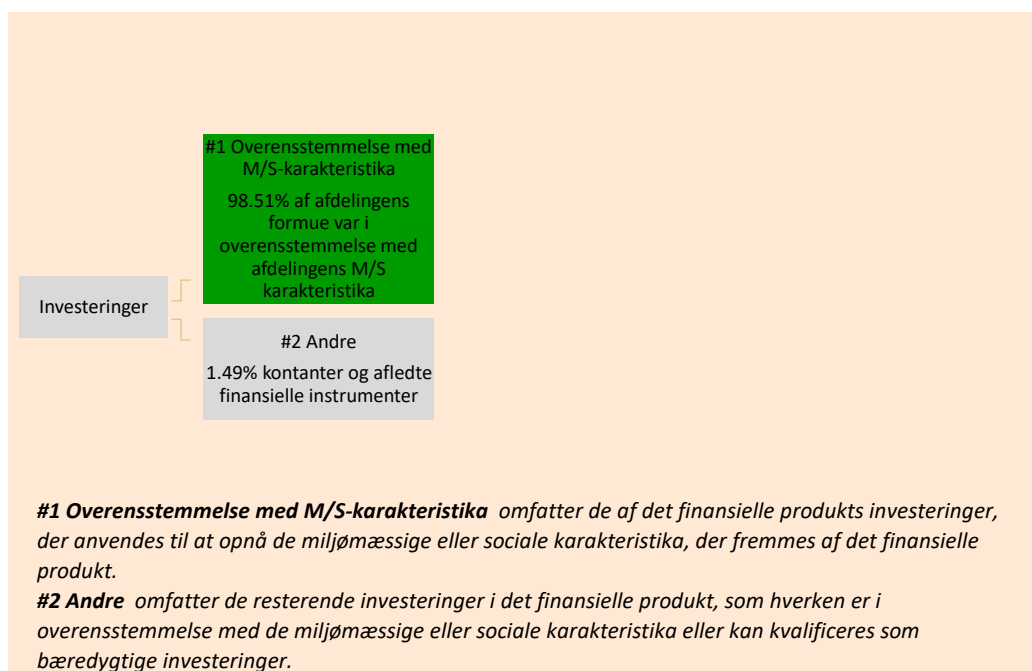 #1 Overensstemmelse med
M/S-karakteristika
98.51% af afdelingens
formue var i
overensstemmelse med
afdelingens M/S
karakteristika
Investeringer
#2 Andre
1.49% kontanter og afledte
finansielle instrumenter
#1 Overensstemmelse med M/S-karakteristika omfatter de af det finansielle produkts investeringer,
der anvendes til at opnå de miljømæssige eller sociale karakteristika, der fremmes af det finansielle
produkt.
#2 Andre omfatter de resterende investeringer i det finansielle produkt, som hverken er i
overensstemmelse med de miljømæssige eller sociale karakteristika eller kan kvalificeres som
bæredygtige investeringer.